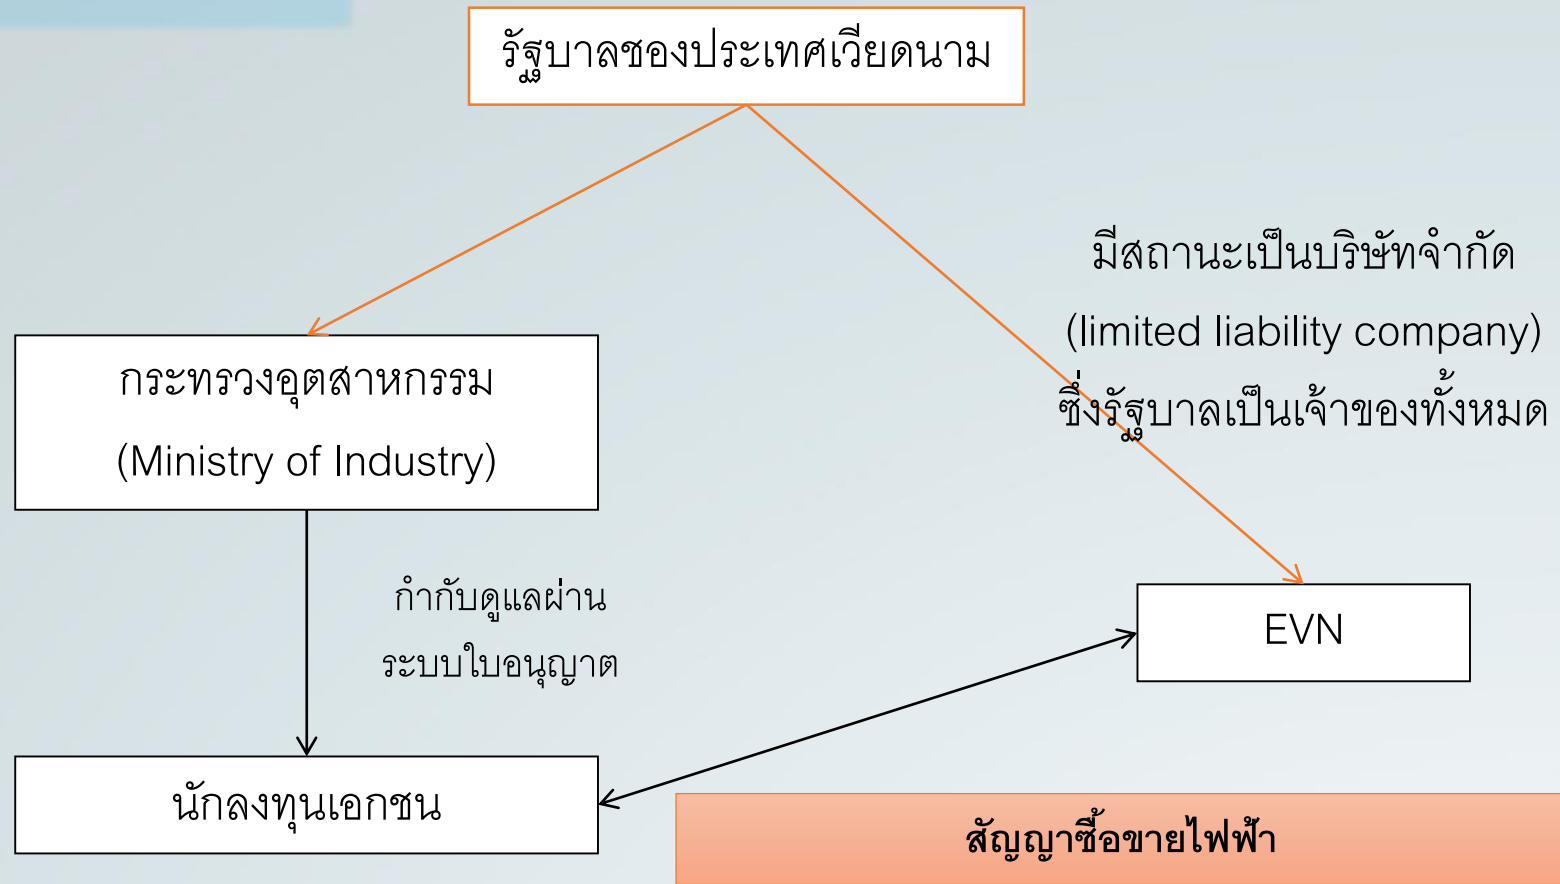 รัฐบาลชองประเทศเวียดนาม
มีสถานะเป็นบริษัทจำกัด
(limited liability company)
ซึ่งรัฐบาลเป็นเจ้าของทั้งหมด
กระทรวงอุตสาหกรรม
(Ministry of Industry)
กำกับดูแลผ่าน
ระบบใบอนุญาต
EVN
นักลงทุนเอกชน
สัญญาซื้อขายไฟฟ้า